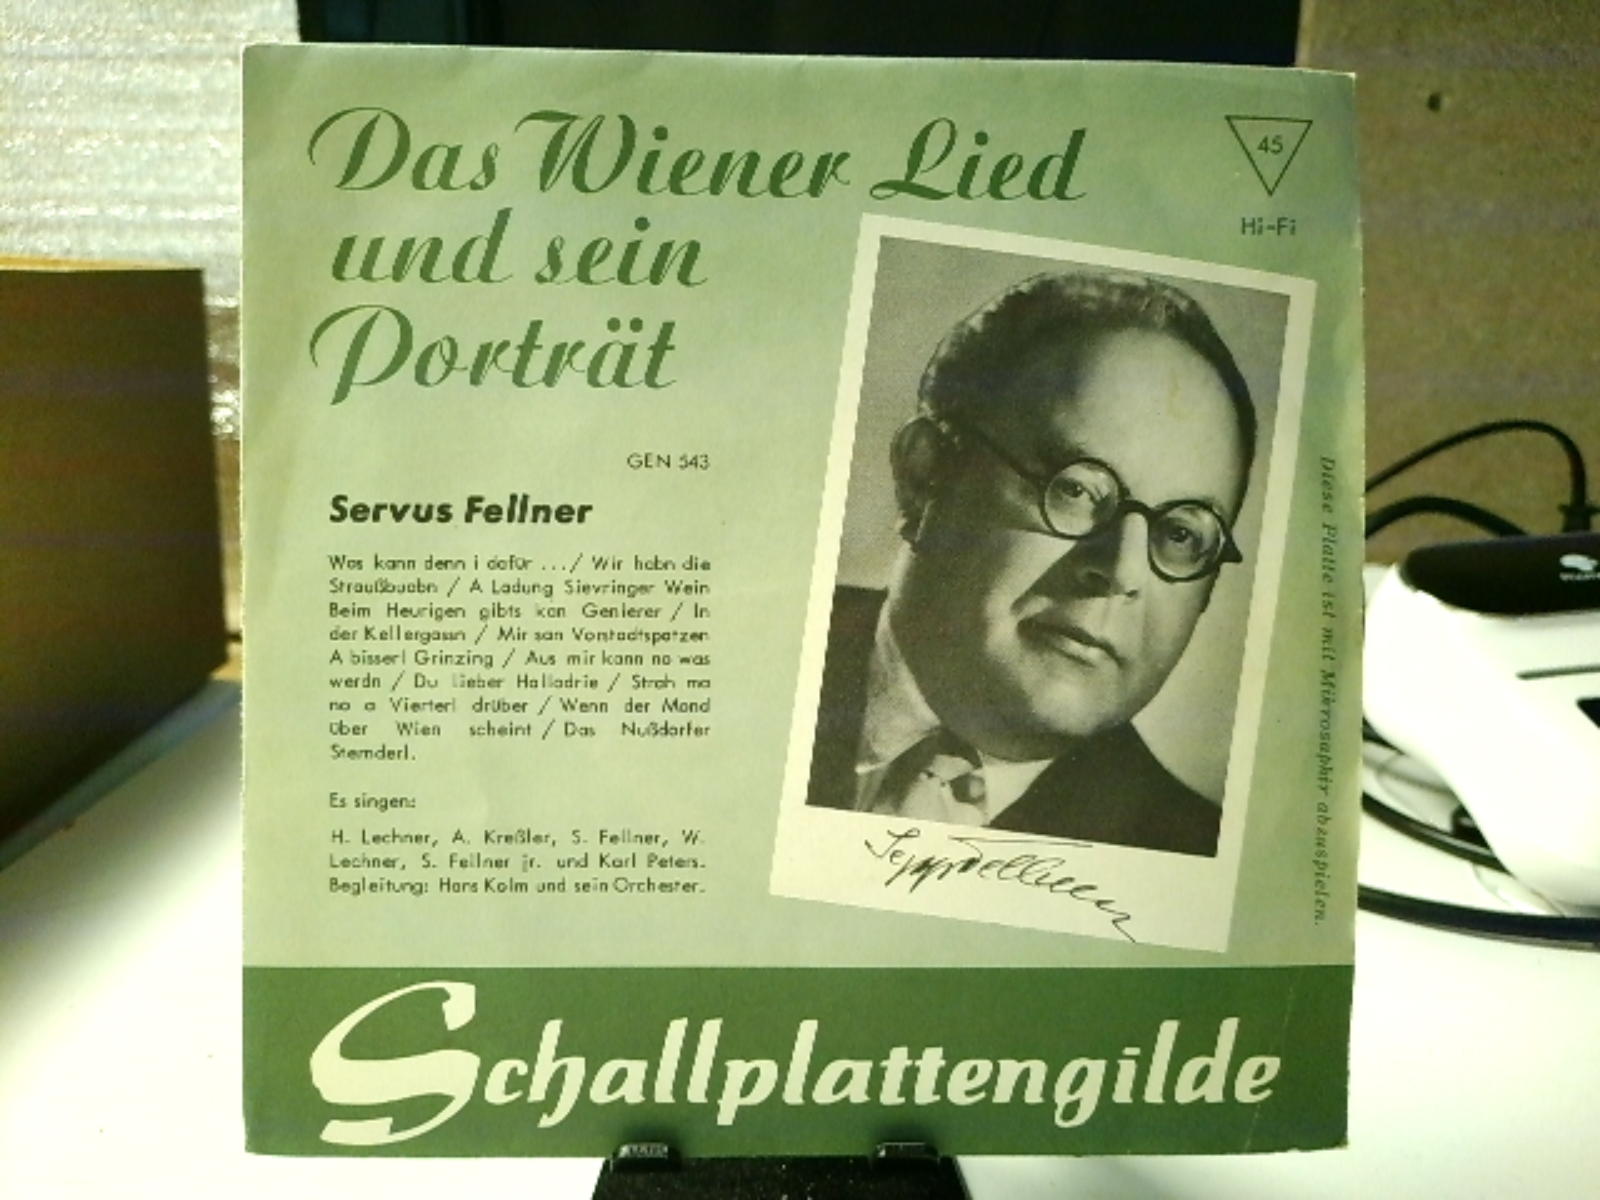 Das Wiener Lied
und sein
Porträt
45
Hi-Fi
GEN 543
Servus Fellner
Was kann denn i dafür .../ Wir habn die
Straußbuabn / A Ladung Sievringer Wein
Beim Heurigen gibts kan Genierer / In
der Kellergassn / Mir san Vorstadtspatzen
A bisserl Grinzing / Aus mir kann no was
werdn / Du lieber Halladrie / Strah ma
no a Vierterl drüber / Wenn der Mond
über Wien scheint / Das Nußdorfer
Sternderl.
Es singen:
H. Lechner, A. Kreßler, S. Fellner, W.
Lechner, S. Fellner jr. und Karl Peters.
Begleitung: Hans Kolm und sein Orchester.
Sepp Fellner
Diese Platte ist mit Mikrosaphir abzuspielen.
Schallplattengilde